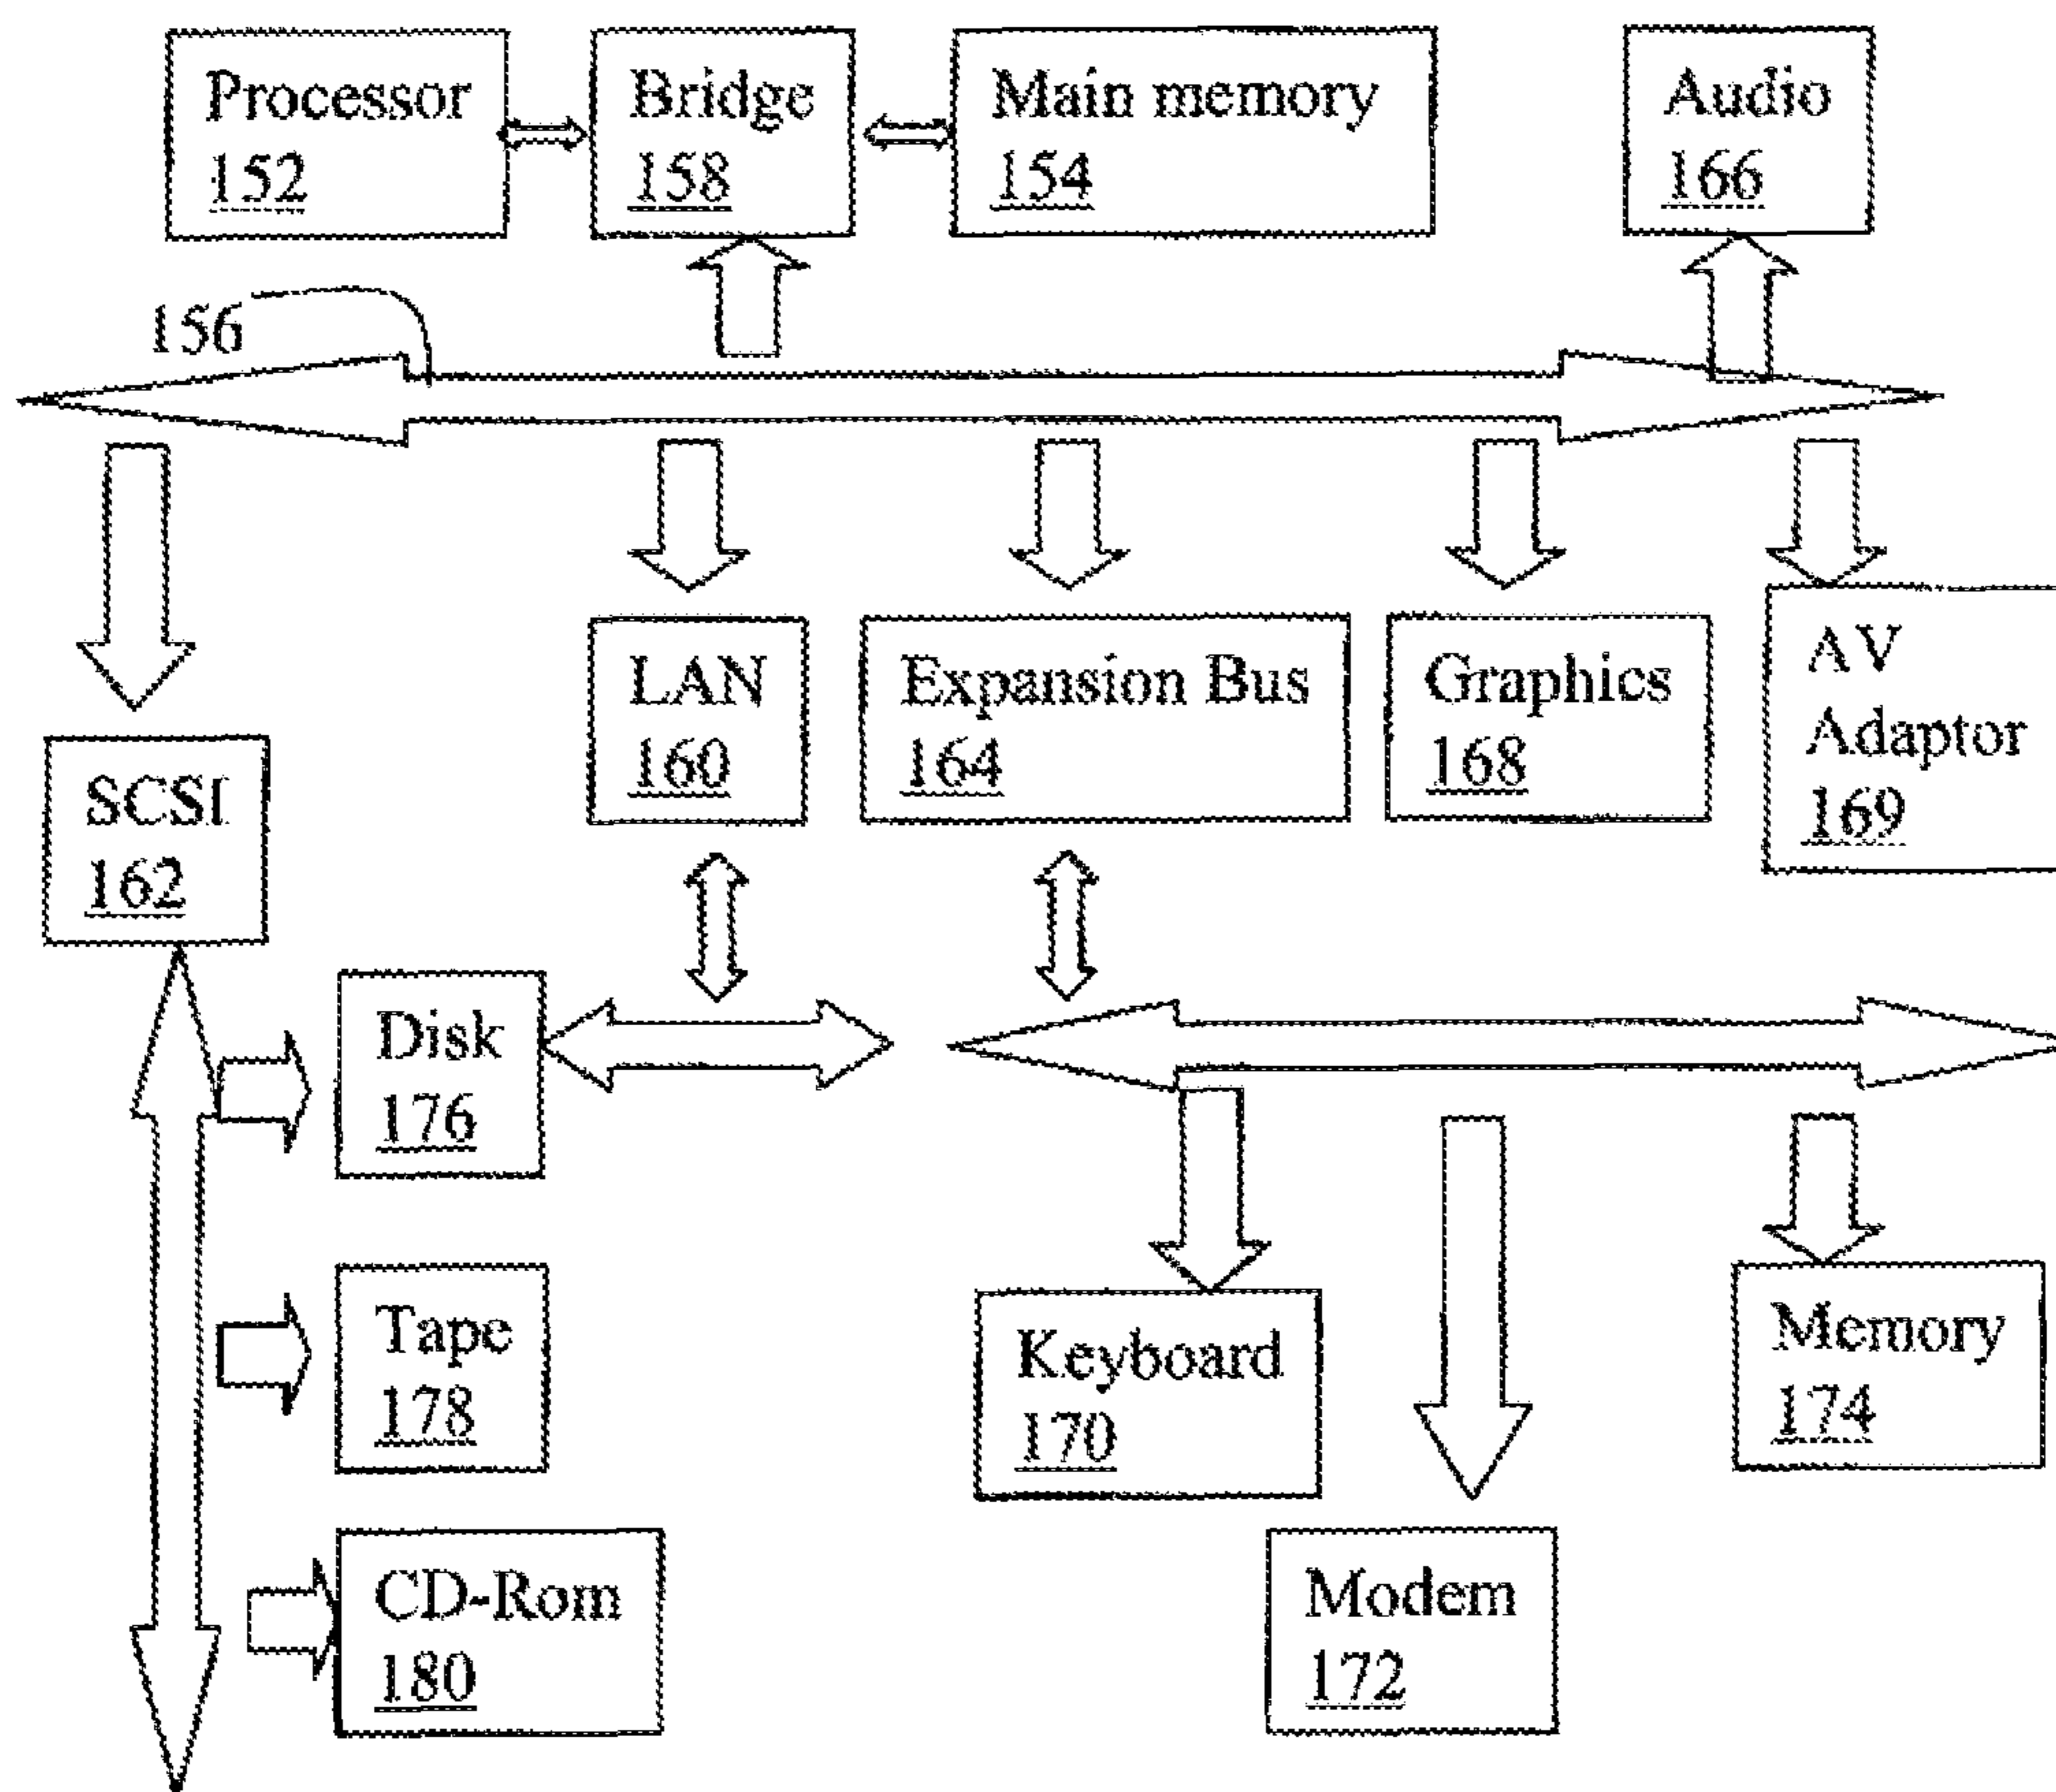 Processor
152
Bridge
158
Main memory
154
Audio
166
156
LAN
160
Expansion Bus
164
Graphics
168
AV
Adaptor
169
SCSI
162
Disk
176
Tape
178
Keyboard
170
Memory
174
CD-Rom
180
Modem
172